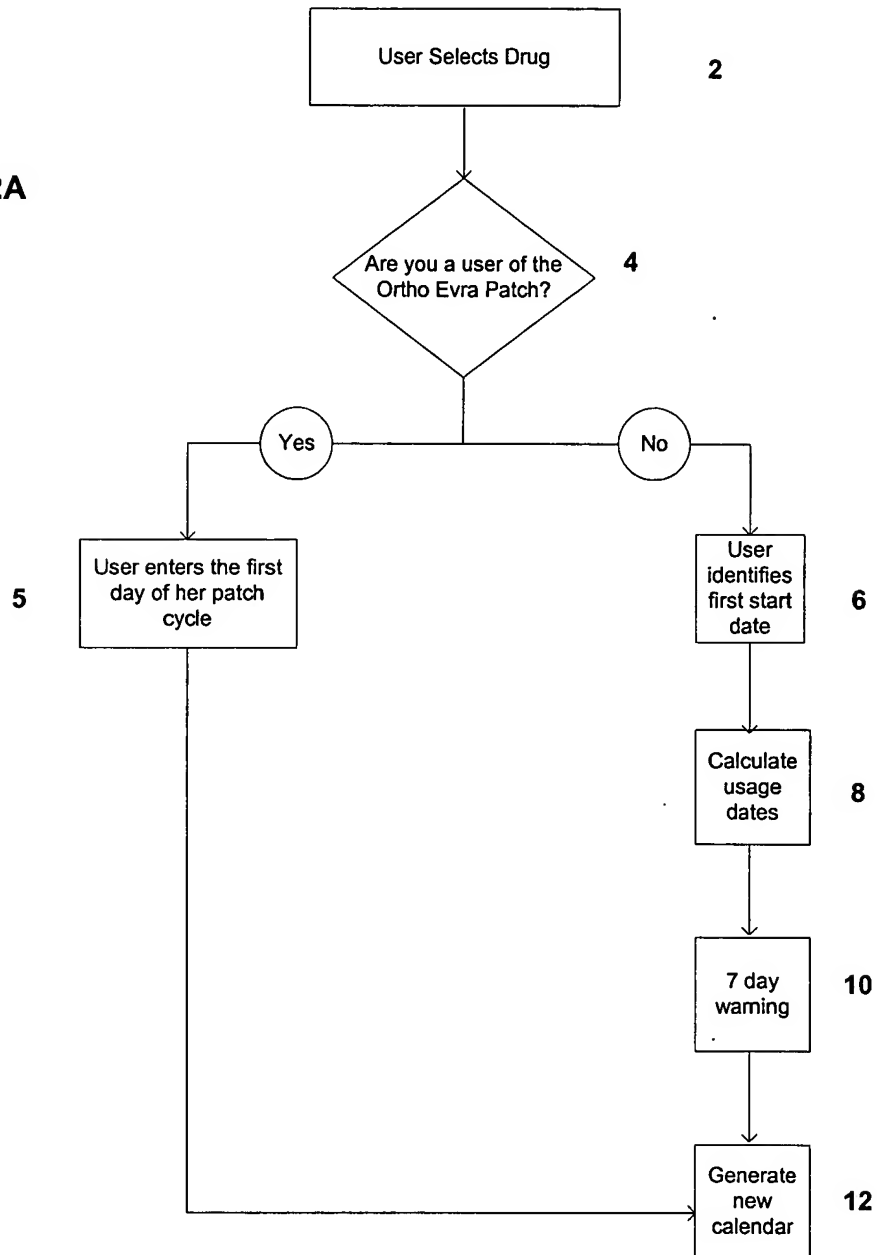 User Selects Drug
2
2A
Are you a user of the
Ortho Evra Patch?
4
Yes
No
5
User enters the first
day of her patch
cycle
User
identifies
first start
date
6
Calculate
usage
dates
8
7 day
warning
10
Generate
new
calendar
12